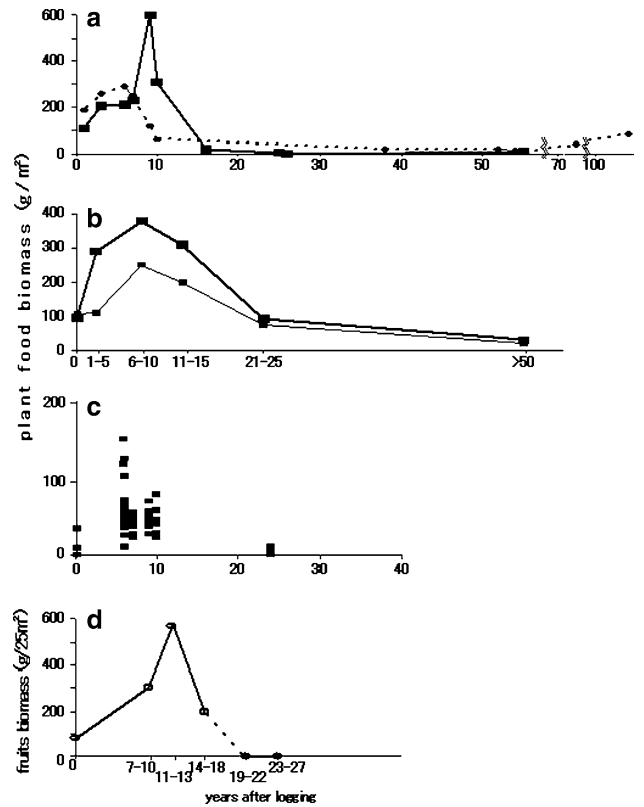 plant food biomass (g/m²)
a
600
400
200
0
0 10 20 30 40 50 70 100
b
400
300
200
100
0
0 1-5 6-10 11-15 21-25 >50
c
200
100
0
0 10 20 30 40
fruits biomass (g/25m²)
d
600
400
200
0
0 7-10 11-13 14-18 19-22 23-27
years after logging